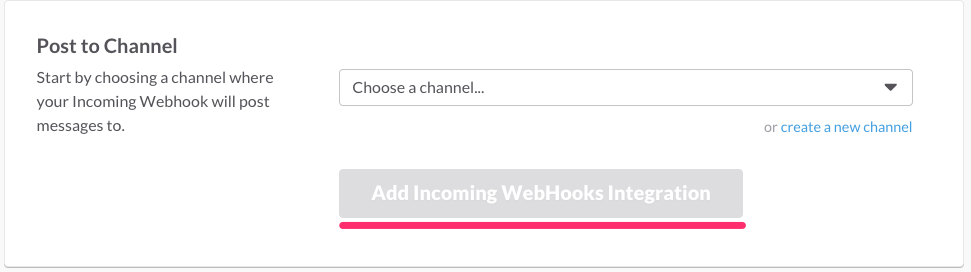 Post to Channel
Start by choosing a channel where
your Incoming Webhook will post
messages to.
Choose a channel...
or create a new channel
Add Incoming WebHooks Integration